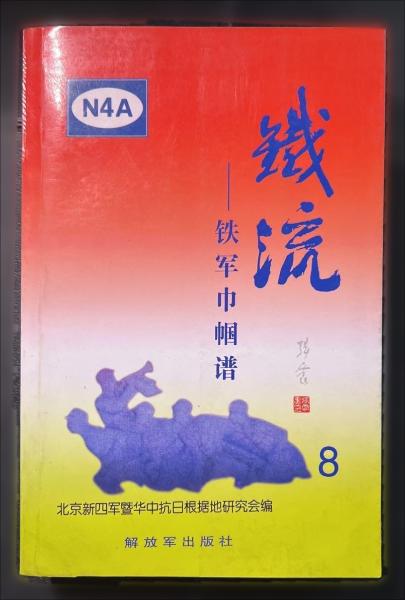 N4A
鐵流
——铁军巾帼谱
8
北京新四军暨华中抗日根据地研究会编
解放军出版社